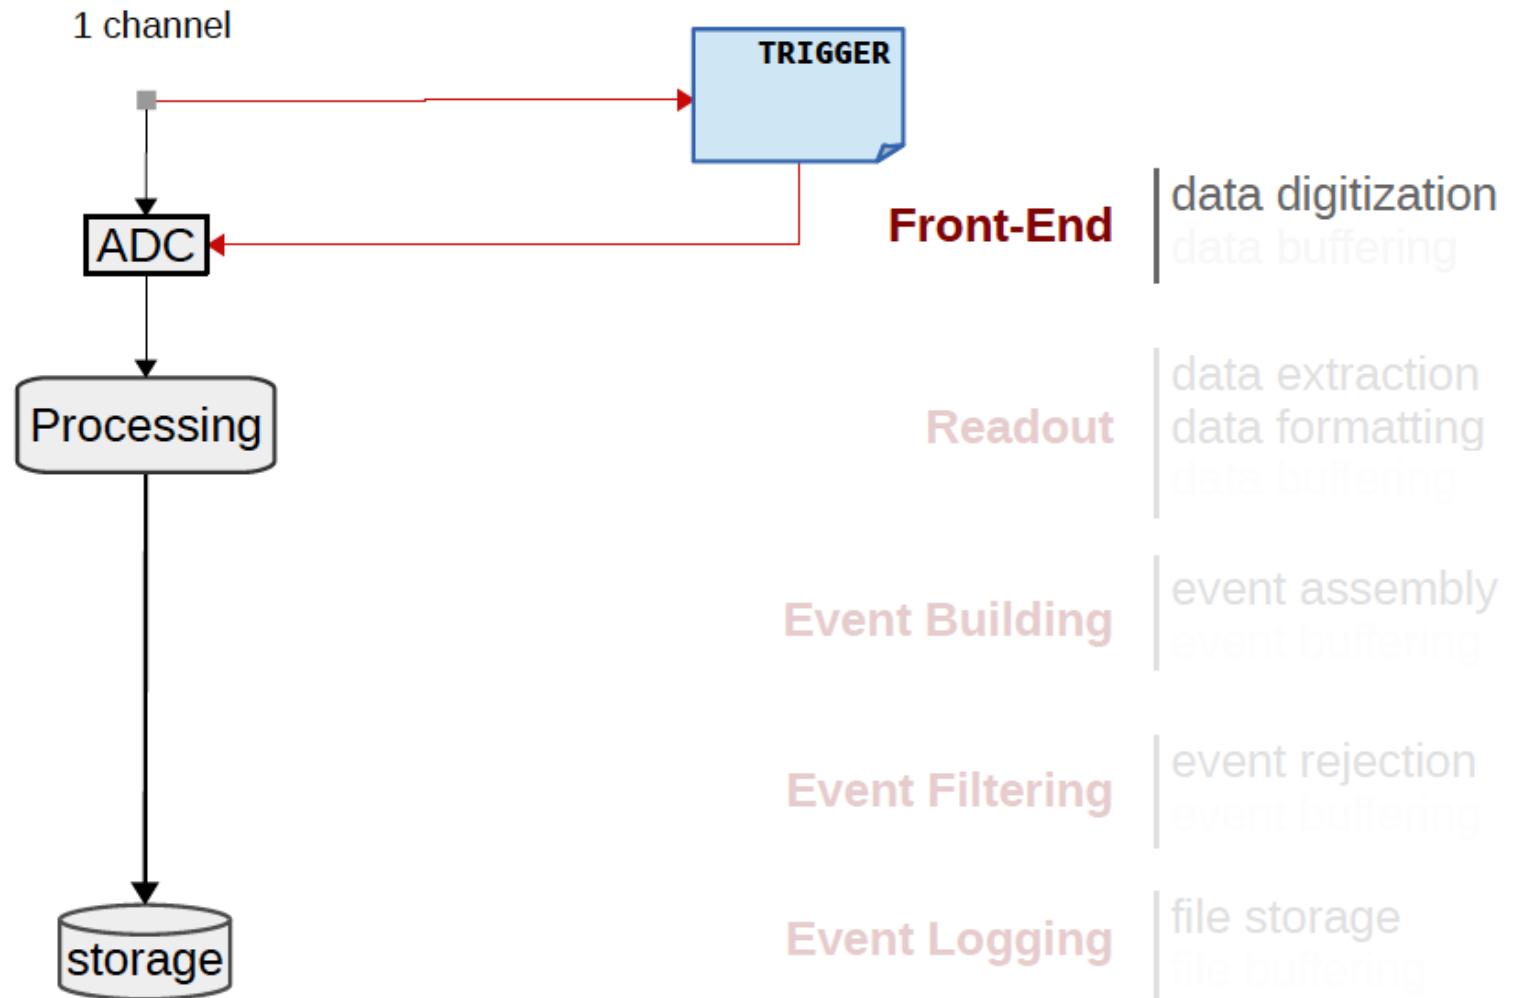 1 channel
TRIGGER
ADC
Processing
storage
Front-End
data digitization
data buffering
Readout
data extraction
data formatting
data buffering
Event Building
event assembly
event buffering
Event Filtering
event rejection
event buffering
Event Logging
file storage
file buffering